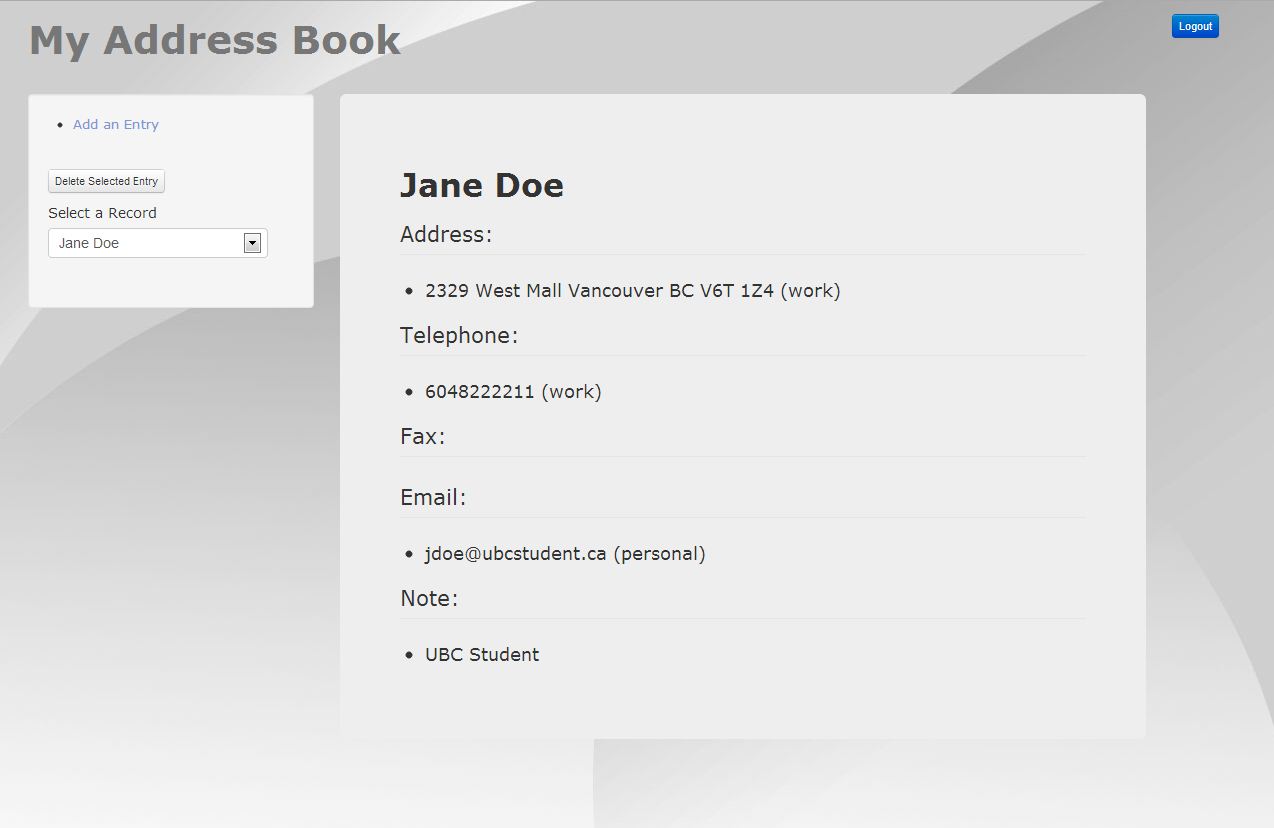 My Address Book
Logout
Add an Entry
Delete Selected Entry
Select a Record
Jane Doe
Jane Doe
Address:
2329 West Mall Vancouver BC V6T 1Z4 (work)
Telephone:
6048222211 (work)
Fax:
Email:
jdoe@ubcstudent.ca (personal)
Note:
UBC Student